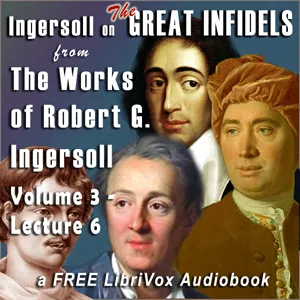 Ingersoll on The GREAT INFIDELS
from
The Works
of Robert G.
Ingersoll
Volume 3 -
Lecture 6
a FREE LibriVox Audiobook